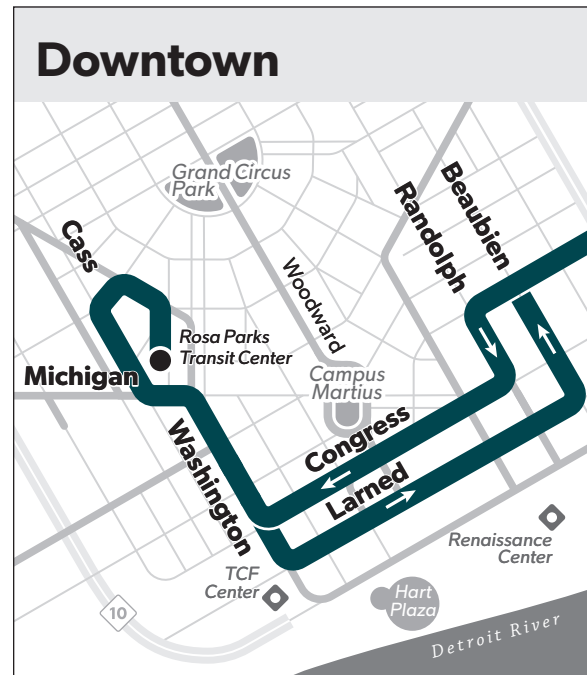 Downtown
Grand Circus
Park
Beaubien
Randolph
Cass
Woodward
Rosa Parks
Transit Center
Michigan
Campus
Martius
Congress
Washington
Larned
Renaissance
Center
TCF
Center
Hart
Plaza
10
Detroit River